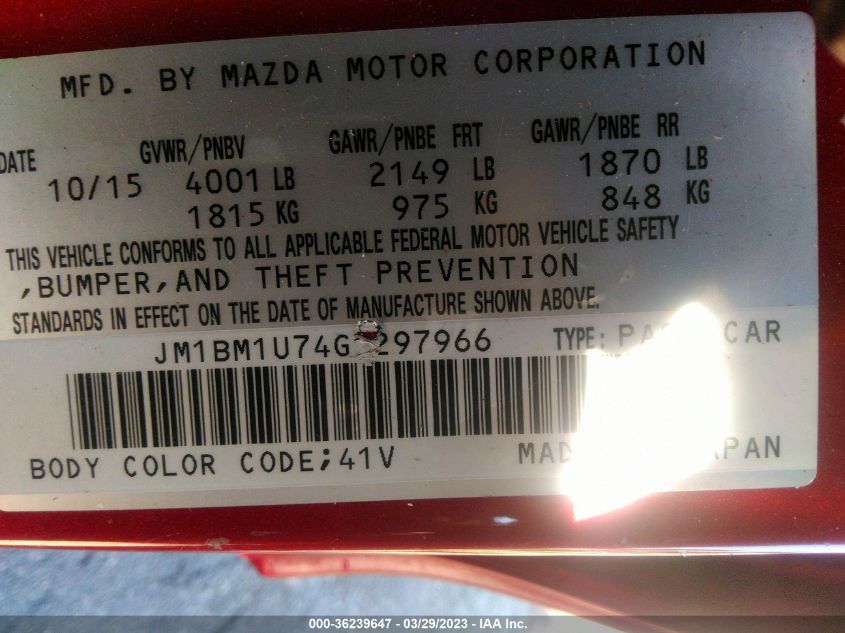 MFD. BY MAZDA MOTOR CORPORATION
DATE GVWR/PNBV GAWR/PNBE FRT GAWR/PNBE RR
10/15 4001 LB 2149 LB 1870 LB
1815 KG 975 KG 848 KG
THIS VEHICLE CONFORMS TO ALL APPLICABLE FEDERAL MOTOR VEHICLE SAFETY
,BUMPER,AND THEFT PREVENTION
STANDARDS IN EFFECT ON THE DATE OF MANUFACTURE SHOWN ABOVE.
JM1BM1U74G 297966 TYPE: CAR
BODY COLOR CODE;41V
000-36239647 - 03/29/2023 - IAA Inc.